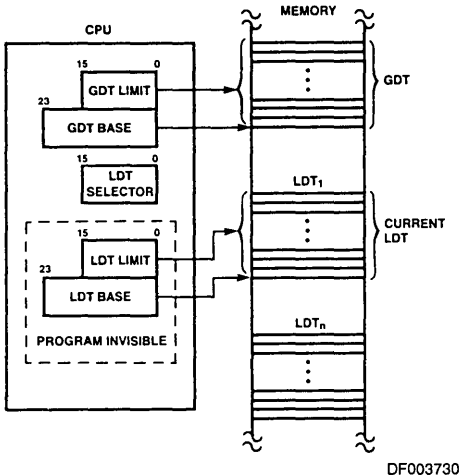 CPU
MEMORY
15 0
GDT LIMIT
23
GDT BASE
GDT
15 0
LDT
SELECTOR
LDT₁
15 0
LDT LIMIT
23
LDT BASE
PROGRAM INVISIBLE
CURRENT
LDT
LDTₙ
DF003730